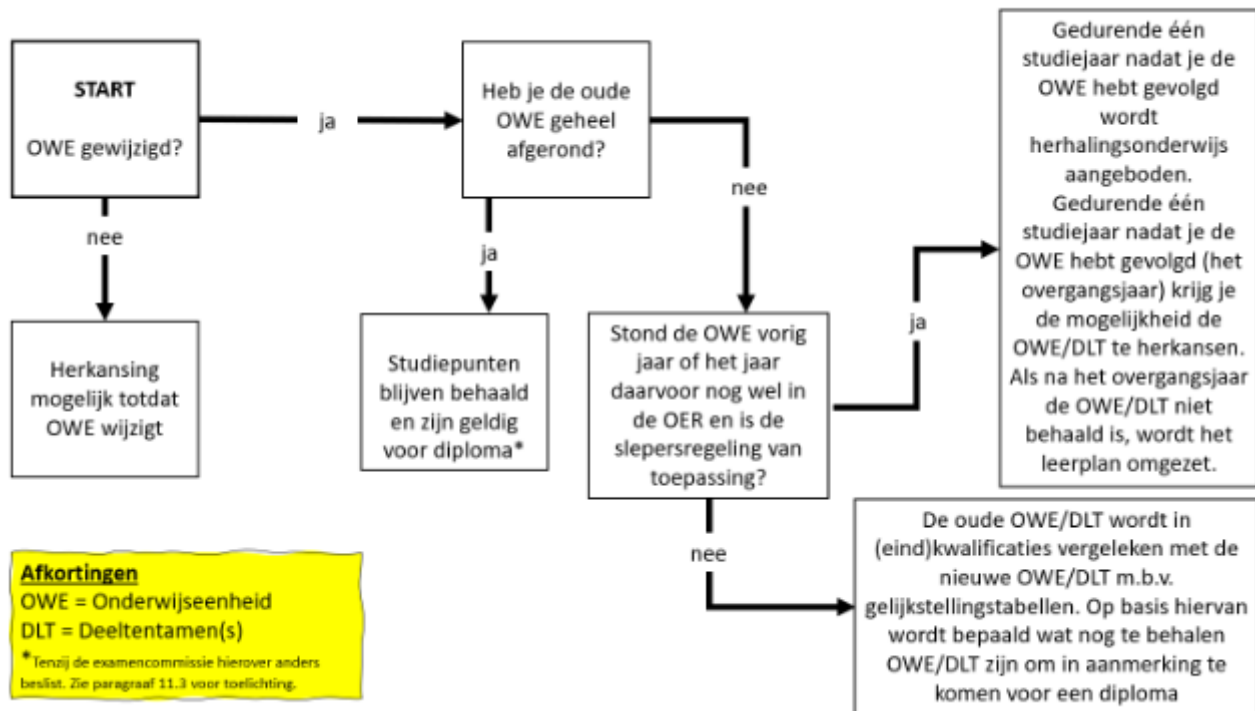 START
OWE gewijzigd?
ja
Heb je de oude
OWE geheel
afgerond?
nee
ja
nee
Herkansing
mogelijk totdat
OWE wijzigt
Studiepunten
blijven behaald
en zijn geldig
voor diploma*
Stond de OWE vorig
jaar of het jaar
daarvoor nog wel in
de OER en is de
slepersregeling van
toepassing?
ja
nee
Gedurende één
studiejaar nadat je de
OWE hebt gevolgd
wordt
herhalingsonderwijs
aangeboden.
Gedurende één
studiejaar nadat je de
OWE hebt gevolgd (het
overgangsjaar) krijg je
de mogelijkheid de
OWE/DLT te herkansen.
Als na het overgangsjaar
de OWE/DLT niet
behaald is, wordt het
leerplan omgezet.
De oude OWE/DLT wordt in
(eind)kwalificaties vergeleken met de
nieuwe OWE/DLT m.b.v.
gelijkstellingstabellen. Op basis hiervan
wordt bepaald wat nog te behalen
OWE/DLT zijn om in aanmerking te
komen voor een diploma
Afkortingen
OWE = Onderwijseenheid
DLT = Deeltentamen(s)
*Tenzij de examencommissie hierover anders
beslist. Zie paragraaf 11.3 voor toelichting.